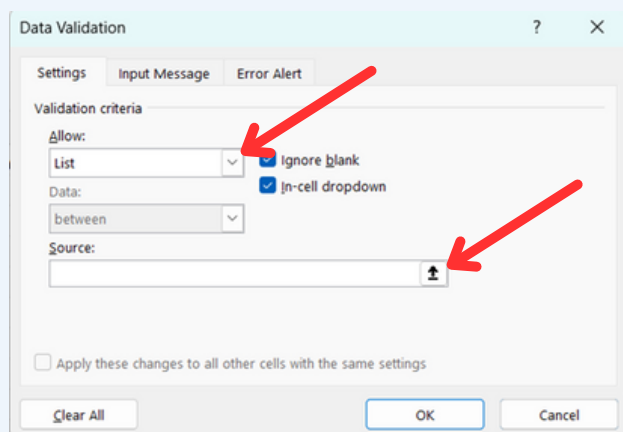 Data Validation ?
Settings Input Message Error Alert
Validation criteria
Allow:
List Ignore blank
Data: In-cell dropdown
between
Source:
Apply these changes to all other cells with the same settings
Clear All OK Cancel